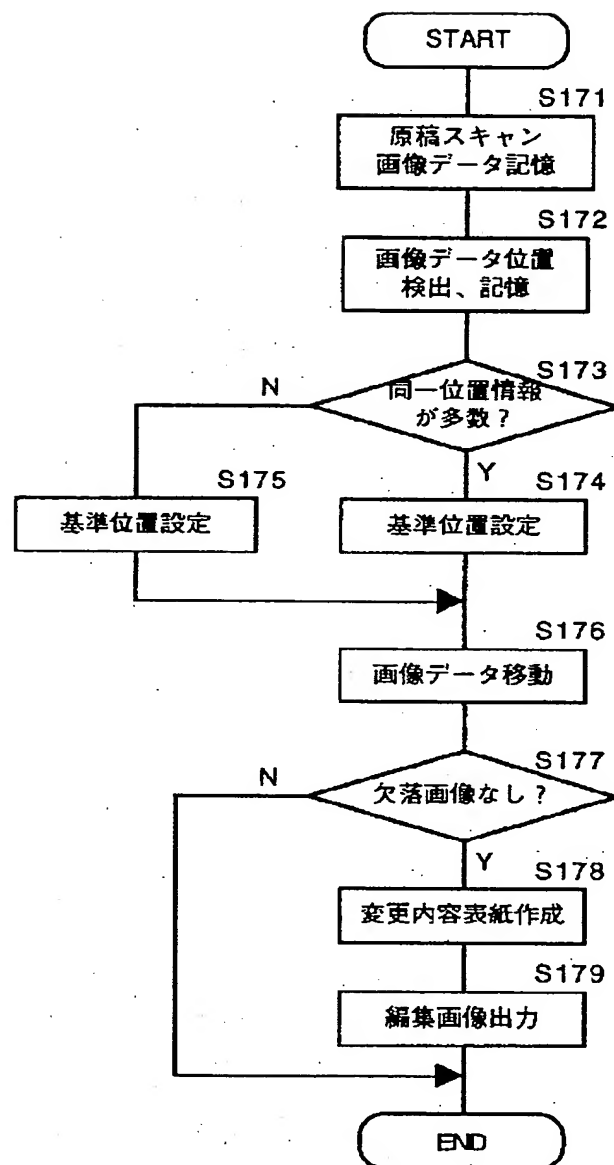 START
S171
原稿スキャン
画像データ記憶
S172
画像データ位置
検出、記憶
S173
同一位置情報
が多数？
N
Y
S175
基準位置設定
S174
基準位置設定
S176
画像データ移動
S177
欠落画像なし？
N
Y
S178
変更内容表紙作成
S179
編集画像出力
END